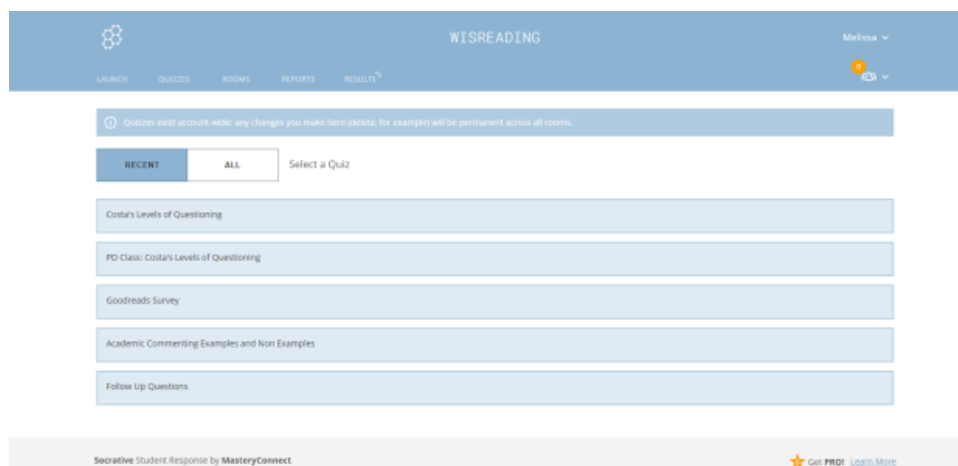 WISREADING
Melissa
LAUNCH QUIZZES ROOMS REPORTS RESULTS
0
Quizzes exist account-wide; any changes you make here (delete, for example) will be permanent across all rooms.
RECENT ALL Select a Quiz
Costa's Levels of Questioning
PD Class: Costa's Levels of Questioning
Goodreads Survey
Academic Commenting Examples and Non Examples
Follow Up Questions
Socrative Student Response by MasteryConnect Get PRO! Learn More